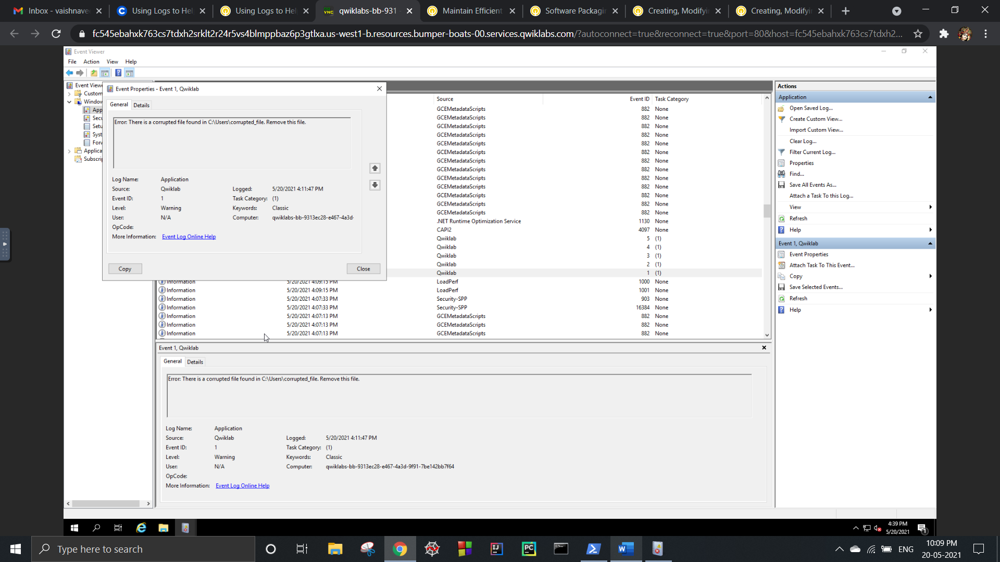 Inbox - vaishnave
Using Logs to Hel
Using Logs to Hel
qwiklabs-bb-931
Maintain Efficient
Software Packagin
Creating, Modifyi
Creating, Modifyi
fc545ebahxk763cs7tdxh2srklt2r24r5vs4blmppbaz6p3gtlxa.us-west1-b.resources.bumper-boats-00.services.qwiklabs.com/?autoconnect=true&reconnect=true&port=80&host=fc545ebahxk763cs7tdxh2...
Event Viewer
File Action View Help
Event Viewe
Custom
Window
App
Secu
Setu
Syst
Forv
Applica
Subscri
Event Properties - Event 1, Qwiklab
General Details
Error: There is a corrupted file found in C:\Users\corrupted_file. Remove this file.
Log Name: Application
Source: Qwiklab Logged: 5/20/2021 4:11:47 PM
Event ID: 1 Task Category: (1)
Level: Warning Keywords: Classic
User: N/A Computer: qwiklabs-bb-9313ec28-e467-4a3d-
OpCode:
More Information: Event Log Online Help
Copy Close
Source Event ID Task Category
GCEMetadataScripts 882 None
GCEMetadataScripts 882 None
GCEMetadataScripts 882 None
GCEMetadataScripts 882 None
GCEMetadataScripts 882 None
GCEMetadataScripts 882 None
GCEMetadataScripts 882 None
GCEMetadataScripts 882 None
GCEMetadataScripts 882 None
GCEMetadataScripts 882 None
GCEMetadataScripts 882 None
GCEMetadataScripts 882 None
GCEMetadataScripts 882 None
.NET Runtime Optimization Service 1130 None
CAPI2 4097 None
Qwiklab 5 (1)
Qwiklab 4 (1)
Qwiklab 3 (1)
Qwiklab 2 (1)
Qwiklab 1 (1)
Information 5/20/2021 4:09:15 PM LoadPerf 1000 None
Information 5/20/2021 4:09:15 PM LoadPerf 1001 None
Information 5/20/2021 4:07:33 PM Security-SPP 903 None
Information 5/20/2021 4:07:33 PM Security-SPP 16384 None
Information 5/20/2021 4:07:13 PM GCEMetadataScripts 882 None
Information 5/20/2021 4:07:13 PM GCEMetadataScripts 882 None
Information 5/20/2021 4:07:13 PM GCEMetadataScripts 882 None
Event 1, Qwiklab
General Details
Error: There is a corrupted file found in C:\Users\corrupted_file. Remove this file.
Log Name: Application
Source: Qwiklab Logged: 5/20/2021 4:11:47 PM
Event ID: 1 Task Category: (1)
Level: Warning Keywords: Classic
User: N/A Computer: qwiklabs-bb-9313ec28-e467-4a3d-9f91-7be142bb7f64
OpCode:
More Information: Event Log Online Help
Actions
Application
Open Saved Log...
Create Custom View...
Import Custom View...
Clear Log...
Filter Current Log...
Properties
Find...
Save All Events As...
Attach a Task To this Log...
View
Refresh
Help
Event 1, Qwiklab
Event Properties
Attach Task To This Event...
Copy
Save Selected Events...
Refresh
Help
4:39 PM
5/20/2021
1
Type here to search
ENG
10:09 PM
20-05-2021